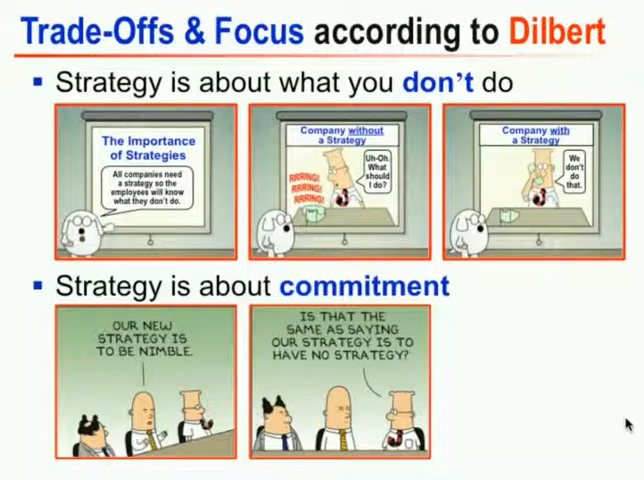 Trade-Offs & Focus according to Dilbert
Strategy is about what you don't do
The Importance
of Strategies
All companies need
a strategy so the
employees will know
what they don't do.
Company without
a Strategy
RRRING!
RRRING!
RRRING!
Uh-Oh.
What
should
I do?
Company with
a Strategy
We
don't
do
that.
Strategy is about commitment
OUR NEW
STRATEGY IS
TO BE NIMBLE.
IS THAT THE
SAME AS SAYING
OUR STRATEGY IS TO
HAVE NO STRATEGY?